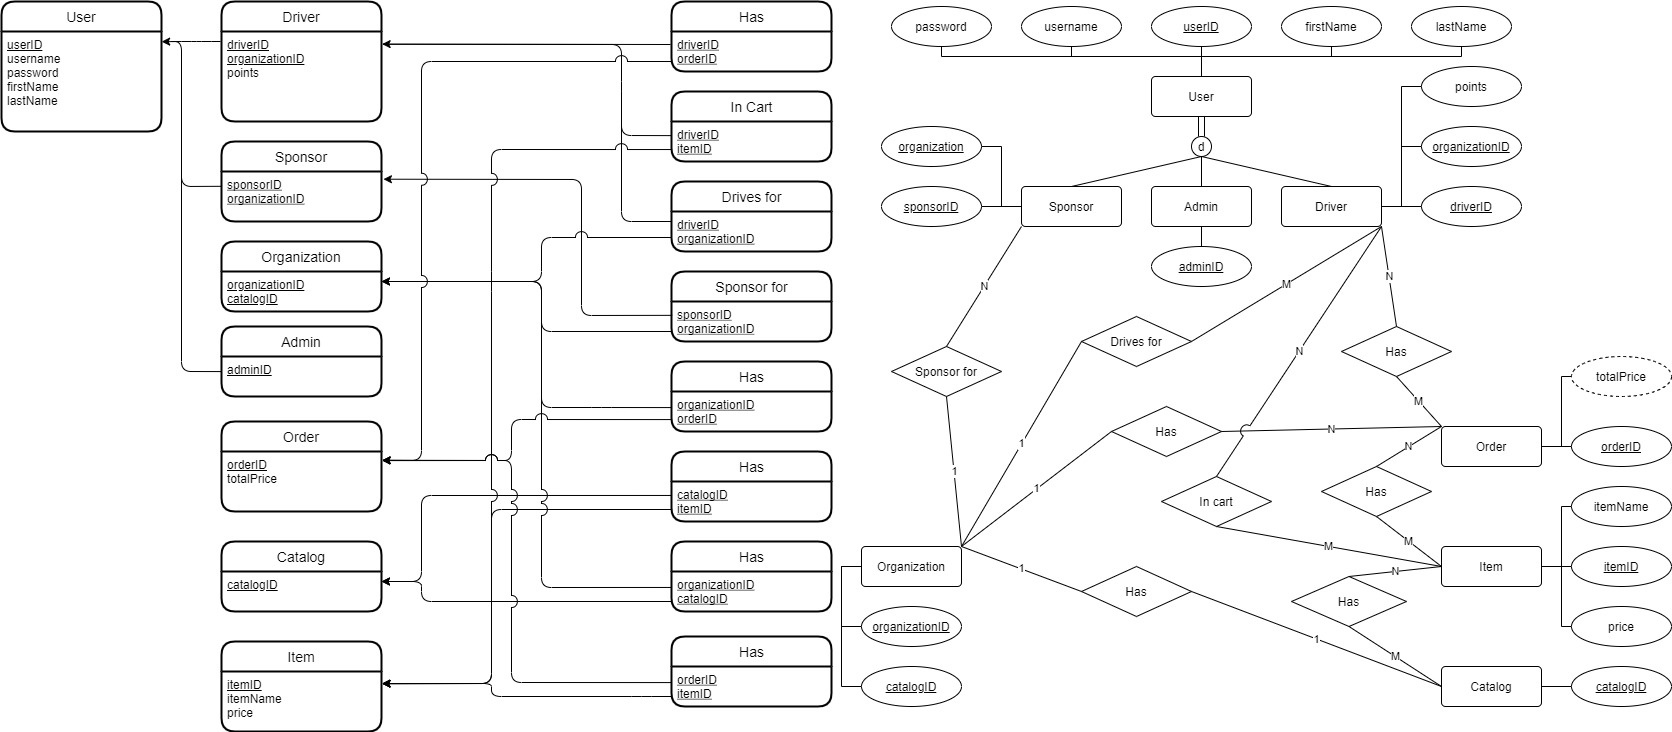 User
userID
username
password
firstName
lastName
Driver
driverID
organizationID
points
Sponsor
sponsorID
organizationID
Organization
organizationID
catalogID
Admin
adminID
Order
orderID
totalPrice
Catalog
catalogID
Item
itemID
itemName
price
Has
driverID
orderID
In Cart
driverID
itemID
Drives for
driverID
organizationID
Sponsor for
sponsorID
organizationID
Has
organizationID
orderID
Has
catalogID
itemID
Has
organizationID
catalogID
Has
orderID
itemID
password
username
userID
firstName
lastName
User
points
d
organization
organizationID
sponsorID
Sponsor
Admin
Driver
driverID
adminID
N
M
N
Drives for
N
Has
Sponsor for
totalPrice
M
1
Has
N
N
Order
orderID
1
1
Has
In cart
itemName
M
M
Organization
1
N
Item
itemID
Has
Has
organizationID
1
price
M
catalogID
Catalog
catalogID